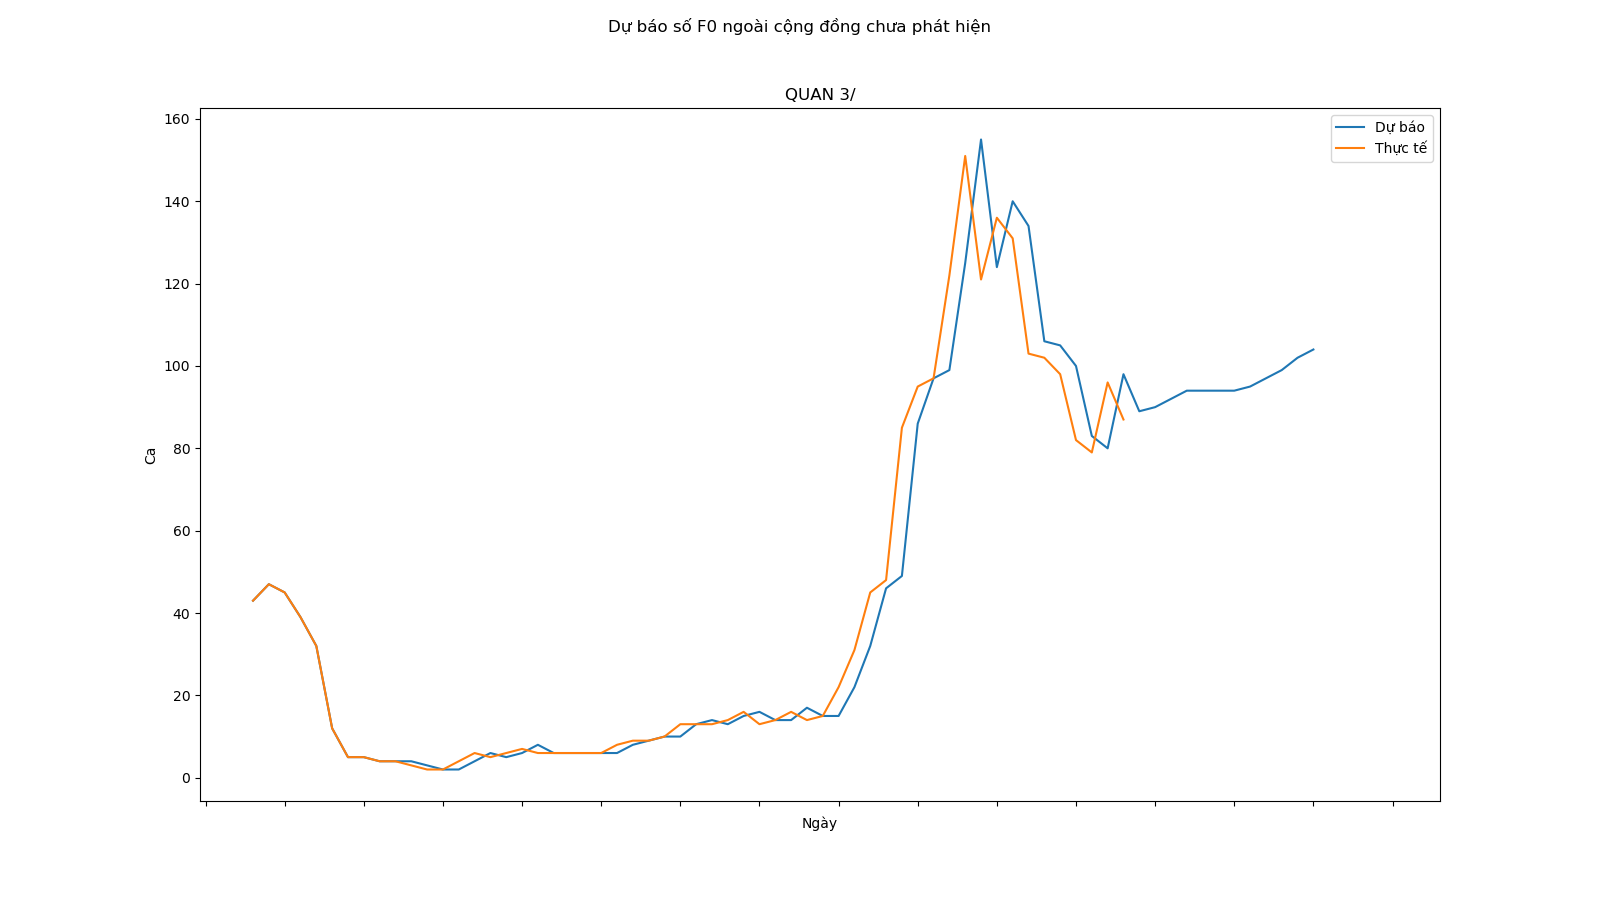 Dự báo số F0 ngoài cộng đồng chưa phát hiện
QUAN 3/
160
140
120
100
80
60
40
20
0
Ca
Ngày
Dự báo
Thực tế